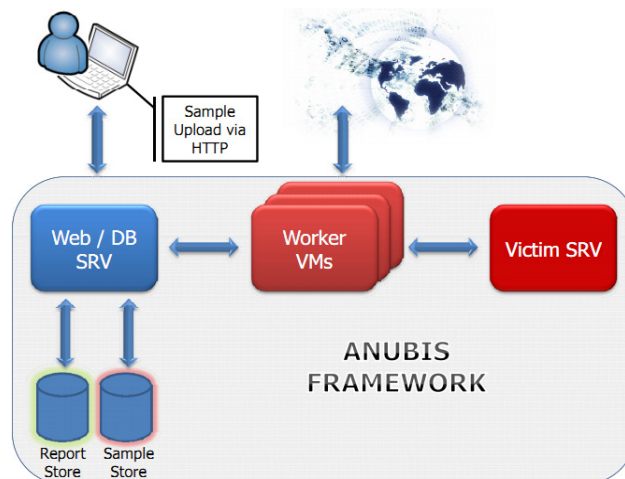 Sample
Upload via
HTTP
Web / DB
SRV
Worker
VMs
Victim SRV
ANUBIS
FRAMEWORK
Report
Store
Sample
Store